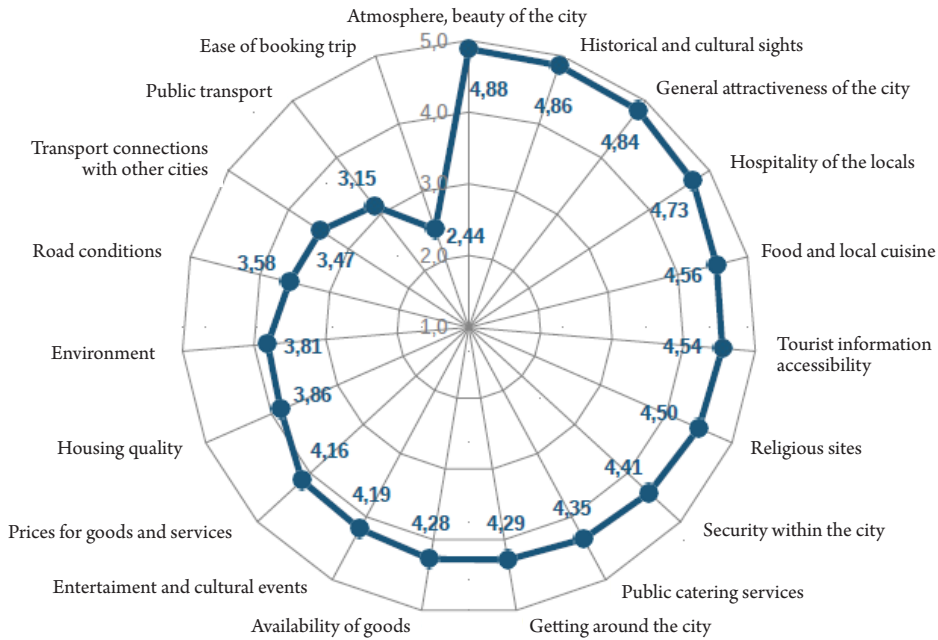 Atmosphere, beauty of the city
Historical and cultural sights
General attractiveness of the city
Hospitality of the locals
Food and local cuisine
Tourist information
accessibility
Religious sites
Security within the city
Public catering services
Getting around the city
Availability of goods
Entertaiment and cultural events
Prices for goods and services
Housing quality
Environment
Road conditions
Transport connections
with other cities
Public transport
Ease of booking trip
5,0
4,0
3,0
2,0
1,0
4,88
4,86
4,84
4,73
4,56
4,54
4,50
4,41
4,35
4,29
4,28
4,19
4,16
3,86
3,81
3,58
3,47
3,15
2,44